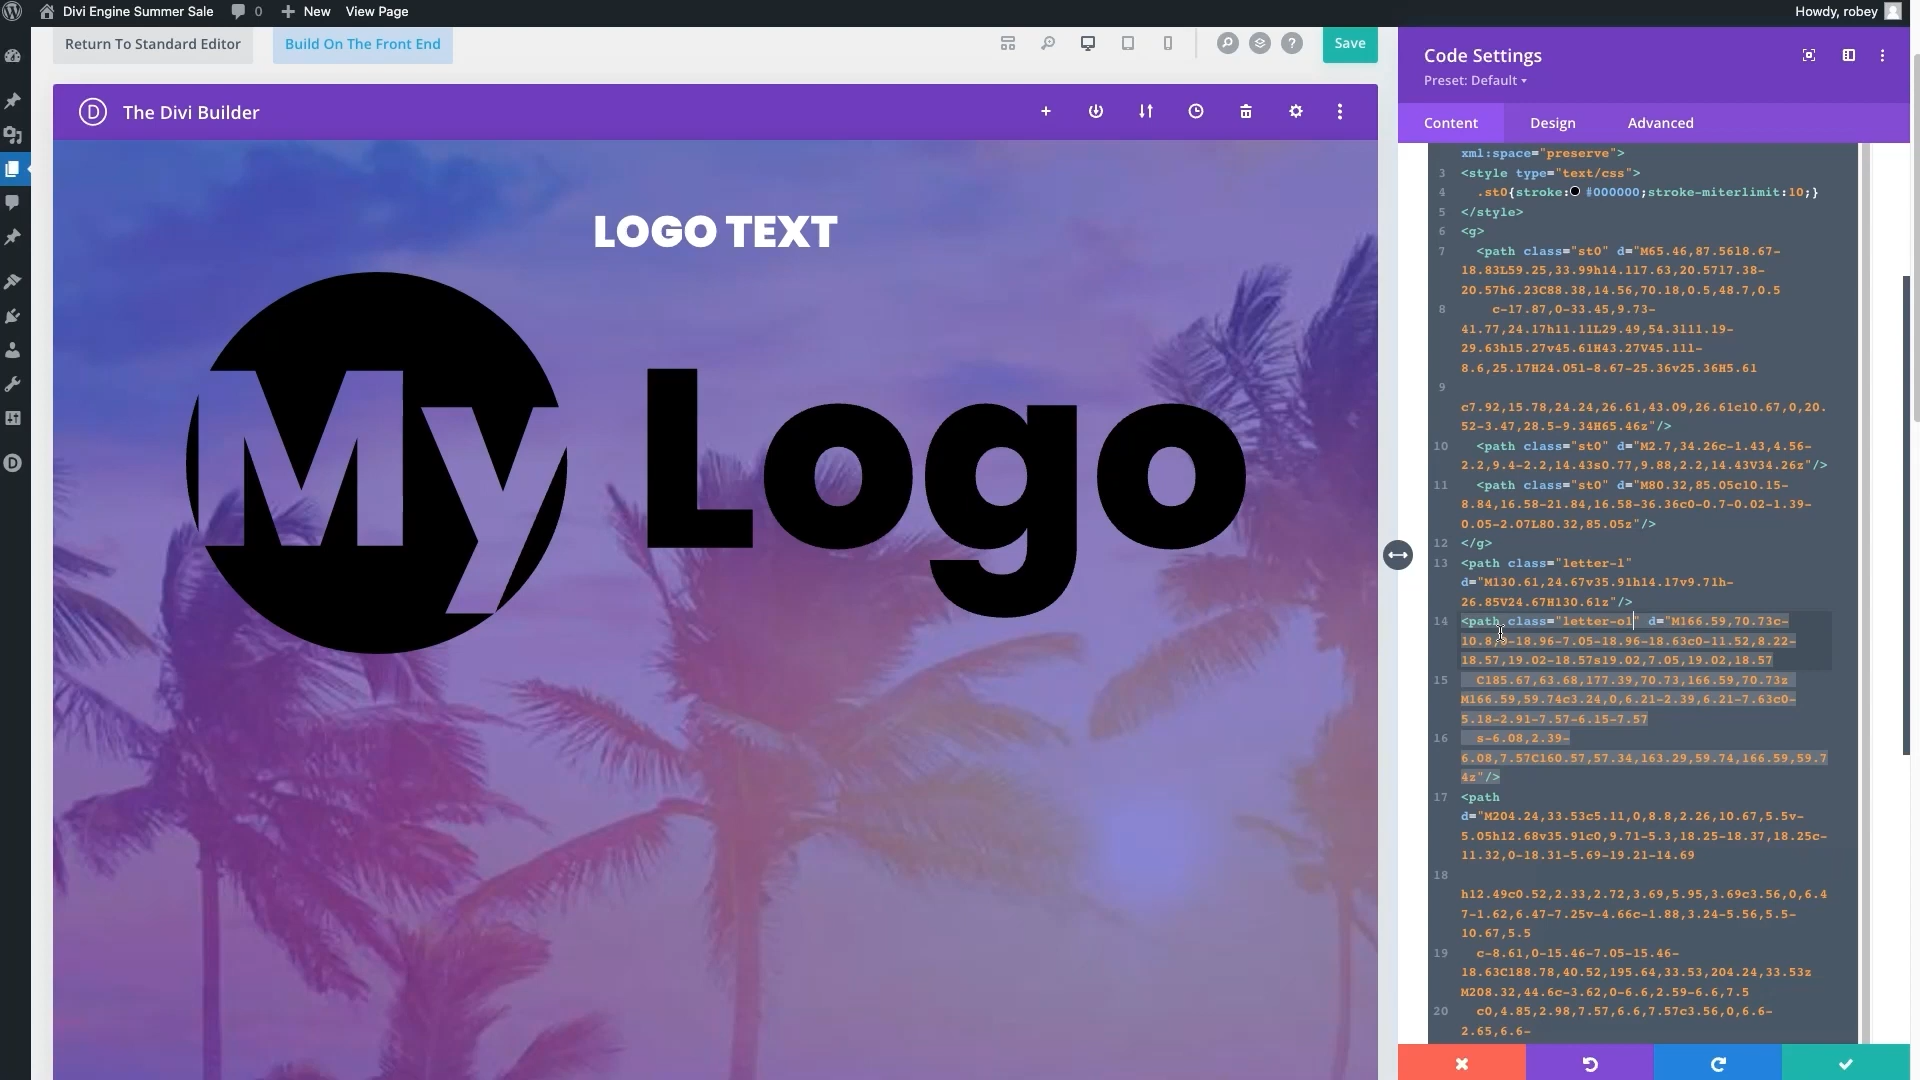 Divi Engine Summer Sale 0 New View Page Howdy, robey
Return To Standard Editor Build On The Front End Save
The Divi Builder
LOGO TEXT
My Logo
Code Settings
Preset: Default
Content Design Advanced
xml:space="preserve">
3 <style type="text/css">
4 .st0{stroke: #000000;stroke-miterlimit:10;}
5 </style>
6 <g>
7 <path class="st0" d="M65.46,87.56l8.67-
18.83L59.25,33.99h14.1l7.63,20.57l7.38-
20.57h6.23C88.38,14.56,70.18,0.5,48.7,0.5
8 c-17.87,0-33.45,9.73-
41.77,24.17h11.11L29.49,54.3l11.19-
29.63h15.27v45.61H43.27V45.11l-
8.6,25.17H24.05l-8.67-25.36v25.36H5.61
9
c7.92,15.78,24.24,26.61,43.09,26.61c10.67,0,20.
52-3.47,28.5-9.34H65.46z"/>
10 <path class="st0" d="M2.7,34.26c-1.43,4.56-
2.2,9.4-2.2,14.43s0.77,9.88,2.2,14.43V34.26z"/>
11 <path class="st0" d="M80.32,85.05c10.15-
8.84,16.58-21.84,16.58-36.36c0-0.7-0.02-1.39-
0.05-2.07L80.32,85.05z"/>
12 </g>
13 <path class="letter-l"
d="M130.61,24.67v35.91h14.17v9.71h-
26.85V24.67H130.61z"/>
14 <path class="letter-o1" d="M166.59,70.73c-
10.8,0-18.96-7.05-18.96-18.63c0-11.52,8.22-
18.57,19.02-18.57s19.02,7.05,19.02,18.57
15 C185.67,63.68,177.39,70.73,166.59,70.73z
M166.59,59.74c3.24,0,6.21-2.39,6.21-7.63c0-
5.18-2.91-7.57-6.15-7.57
16 s-6.08,2.39-
6.08,7.57C160.57,57.34,163.29,59.74,166.59,59.7
4z"/>
17 <path
d="M204.24,33.53c5.11,0,8.8,2.26,10.67,5.5v-
5.05h12.68v35.91c0,9.71-5.3,18.25-18.37,18.25c-
11.32,0-18.31-5.69-19.21-14.69
18
h12.49c0.52,2.33,2.72,3.69,5.95,3.69c3.56,0,6.4
7-1.62,6.47-7.25v-4.66c-1.88,3.24-5.56,5.5-
10.67,5.5
19 c-8.61,0-15.46-7.05-15.46-
18.63C188.78,40.52,195.64,33.53,204.24,33.53z
M208.32,44.6c-3.62,0-6.6,2.59-6.6,7.5
20 c0,4.85,2.98,7.57,6.6,7.57c3.56,0,6.6-
2.65,6.6-